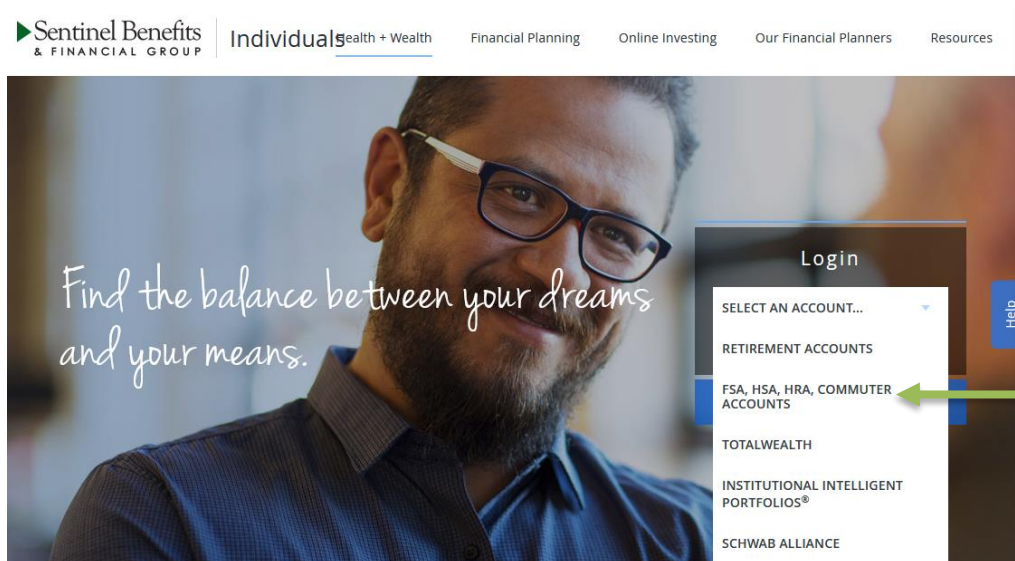 Sentinel Benefits
& FINANCIAL GROUP
Individuals
Health + Wealth
Financial Planning
Online Investing
Our Financial Planners
Resources
Login
Find the balance between your dreams
and your means.
SELECT AN ACCOUNT...
RETIREMENT ACCOUNTS
FSA, HSA, HRA, COMMUTER
ACCOUNTS
TOTALWEALTH
INSTITUTIONAL INTELLIGENT
PORTFOLIOS®
SCHWAB ALLIANCE
Help